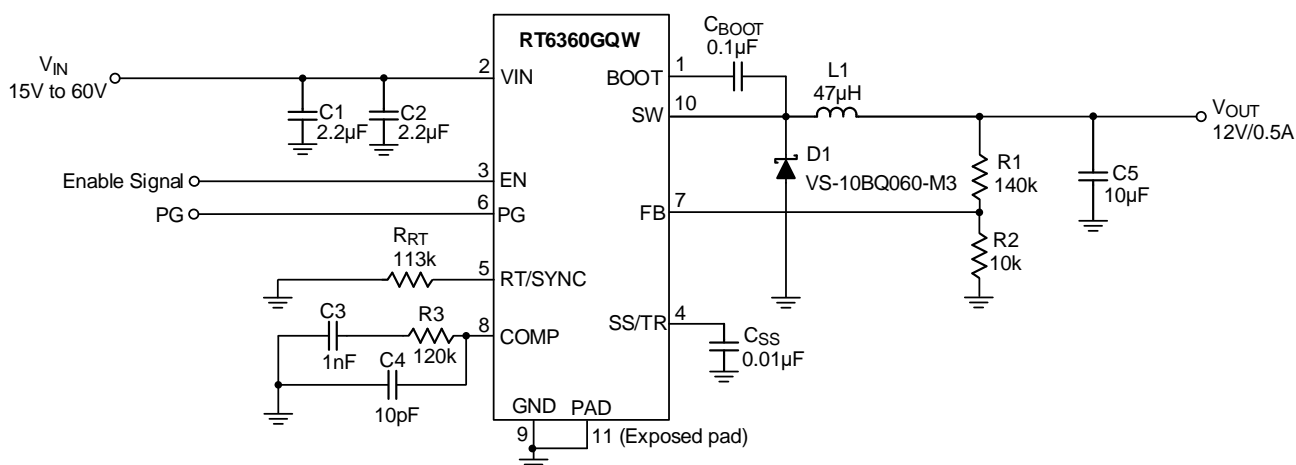 RT6360GQW
V_IN
15V to 60V
2
VIN
C1
2.2µF
C2
2.2µF
Enable Signal
3
EN
PG
6
PG
R_RT
113k
5
RT/SYNC
C3
1nF
R3
120k
8
COMP
C4
10pF
GND
PAD
9
11 (Exposed pad)
C_BOOT
0.1µF
1
BOOT
10
SW
L1
47µH
V_OUT
12V/0.5A
D1
VS-10BQ060-M3
R1
140k
C5
10µF
7
FB
R2
10k
4
SS/TR
C_SS
0.01µF